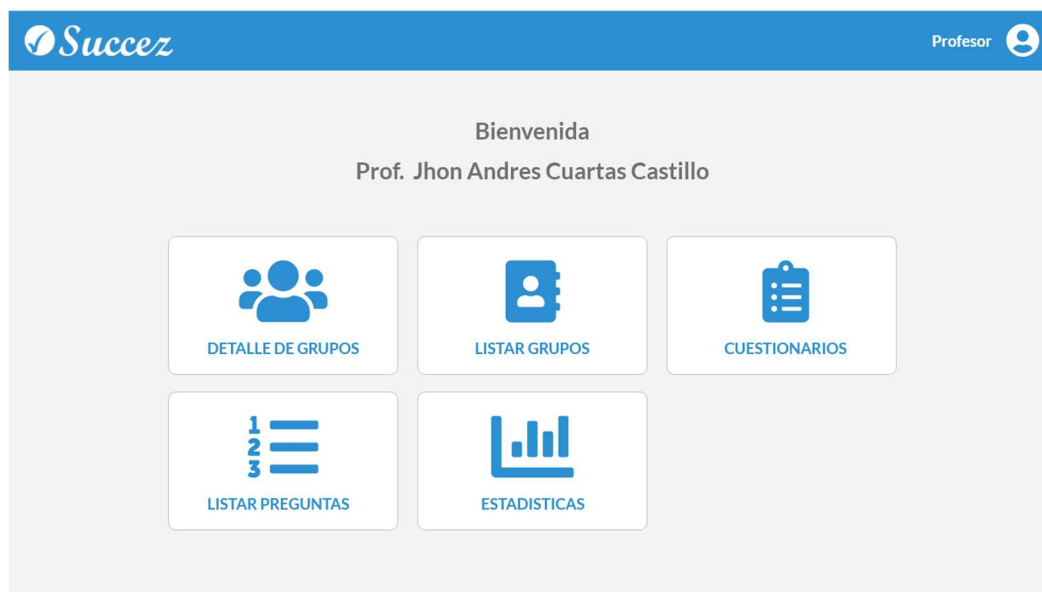 Succez
Profesor
Bienvenida
Prof. Jhon Andres Cuartas Castillo
DETALLE DE GRUPOS
LISTAR GRUPOS
CUESTIONARIOS
1
2
3
LISTAR PREGUNTAS
ESTADISTICAS